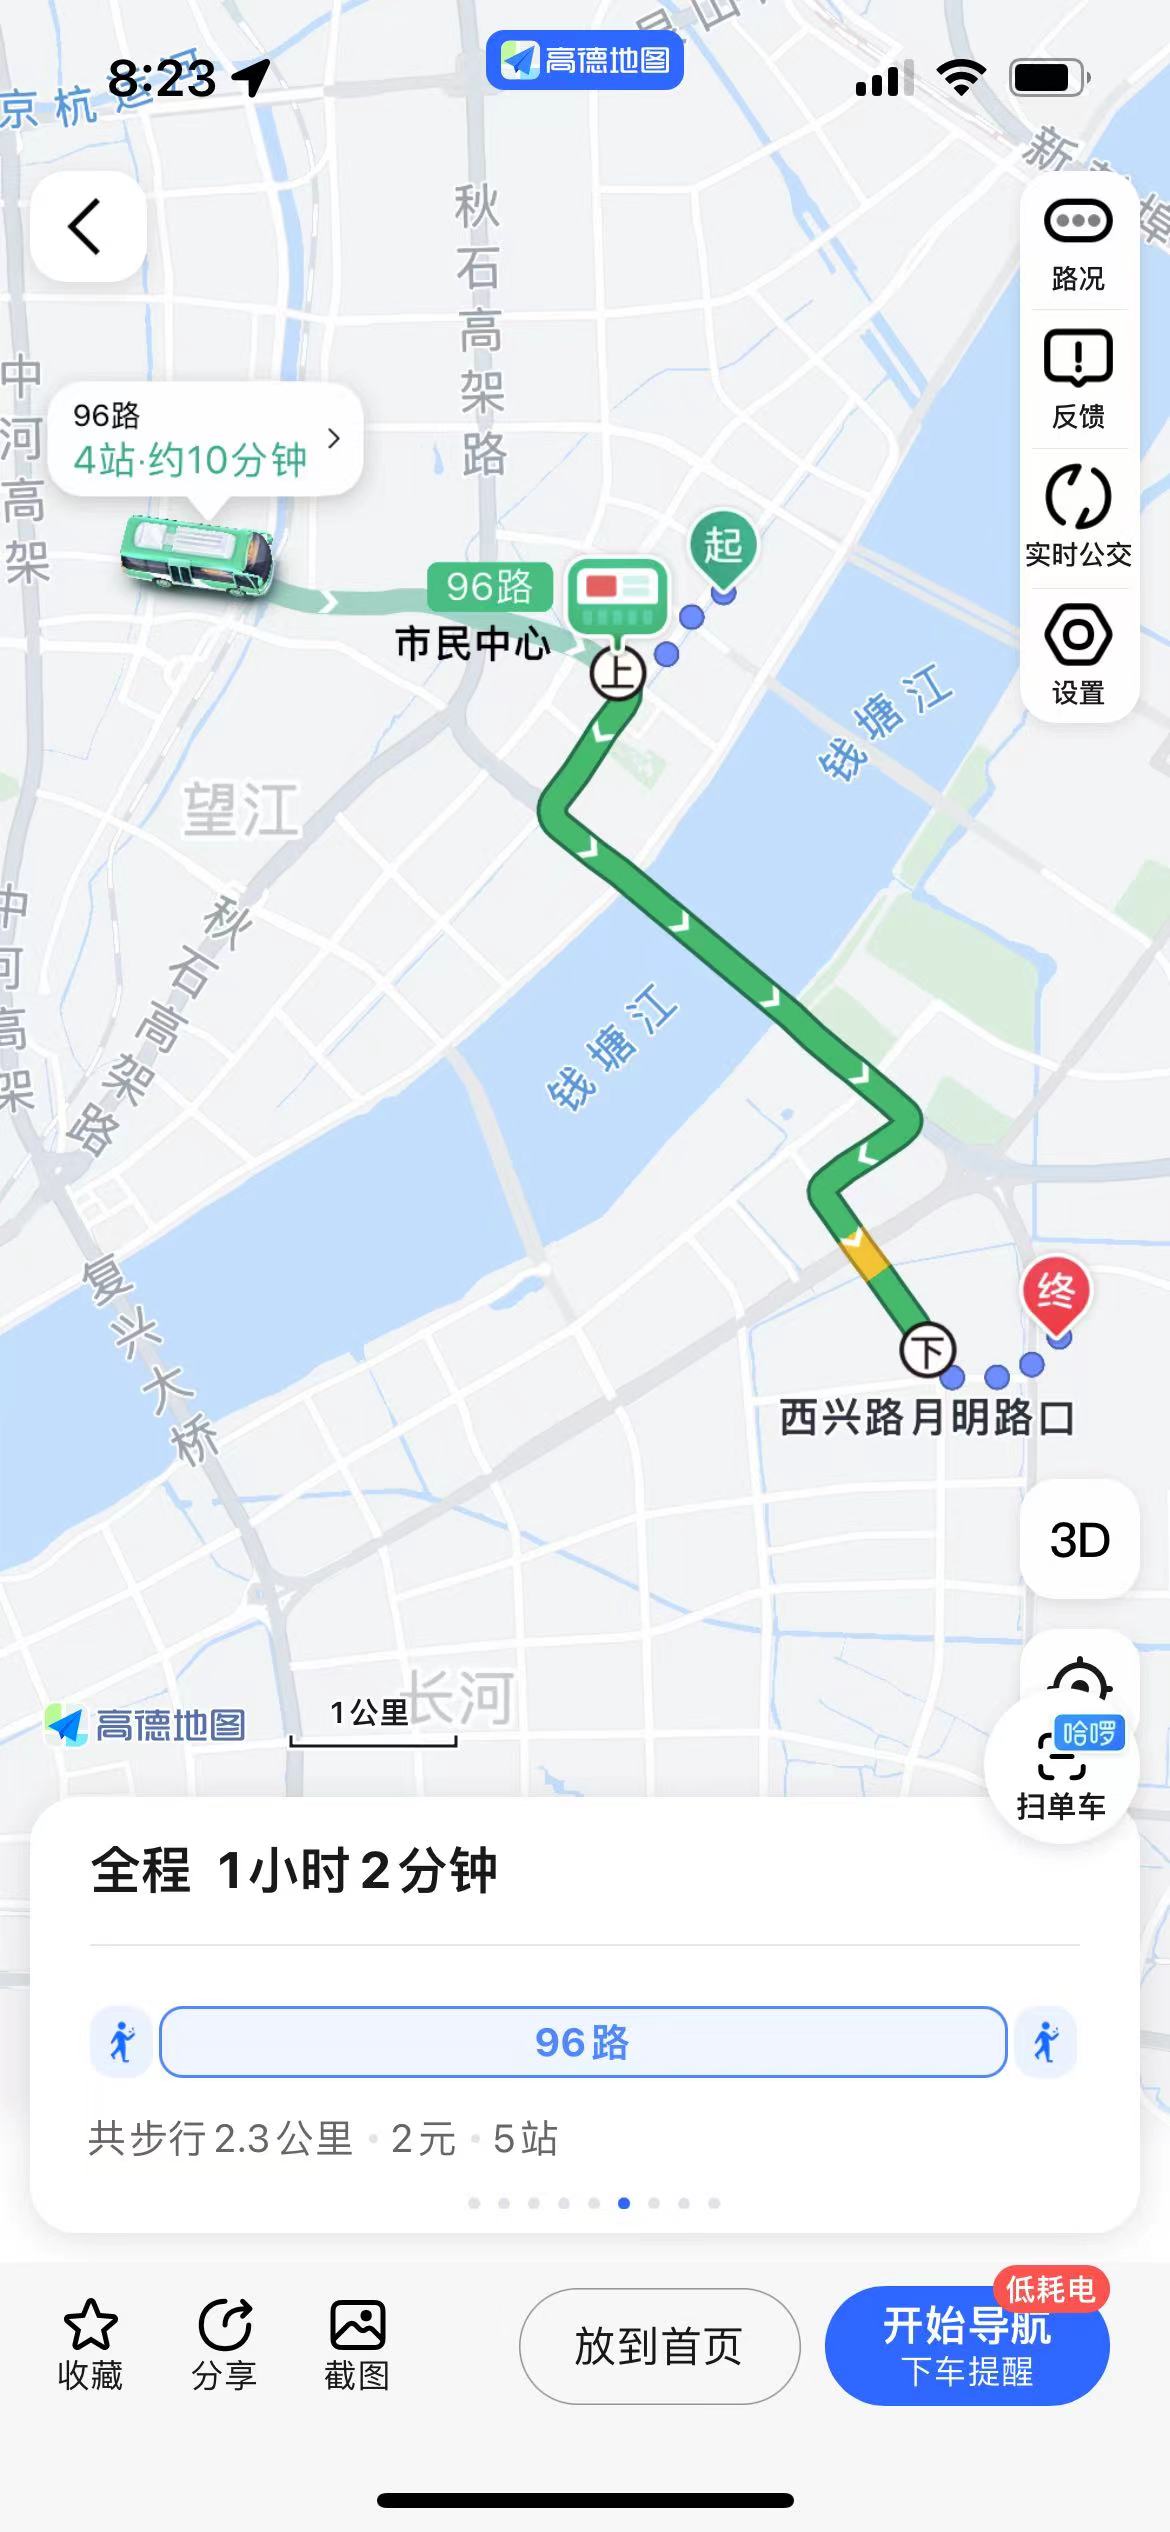 8:23
高德地图
京杭运河
秋石高架路
新塘
路况
反馈
实时公交
设置
中河高架
96路
4站·约10分钟
96路
市民中心
上
起
钱塘江
望江
中河高架
秋石高架路
钱塘江
复兴大桥
终
下
西兴路月明路口
3D
长河
高德地图
1公里
哈啰
扫单车
全程 1小时2分钟
96路
共步行2.3公里·2元·5站
收藏
分享
截图
放到首页
低耗电
开始导航
下车提醒